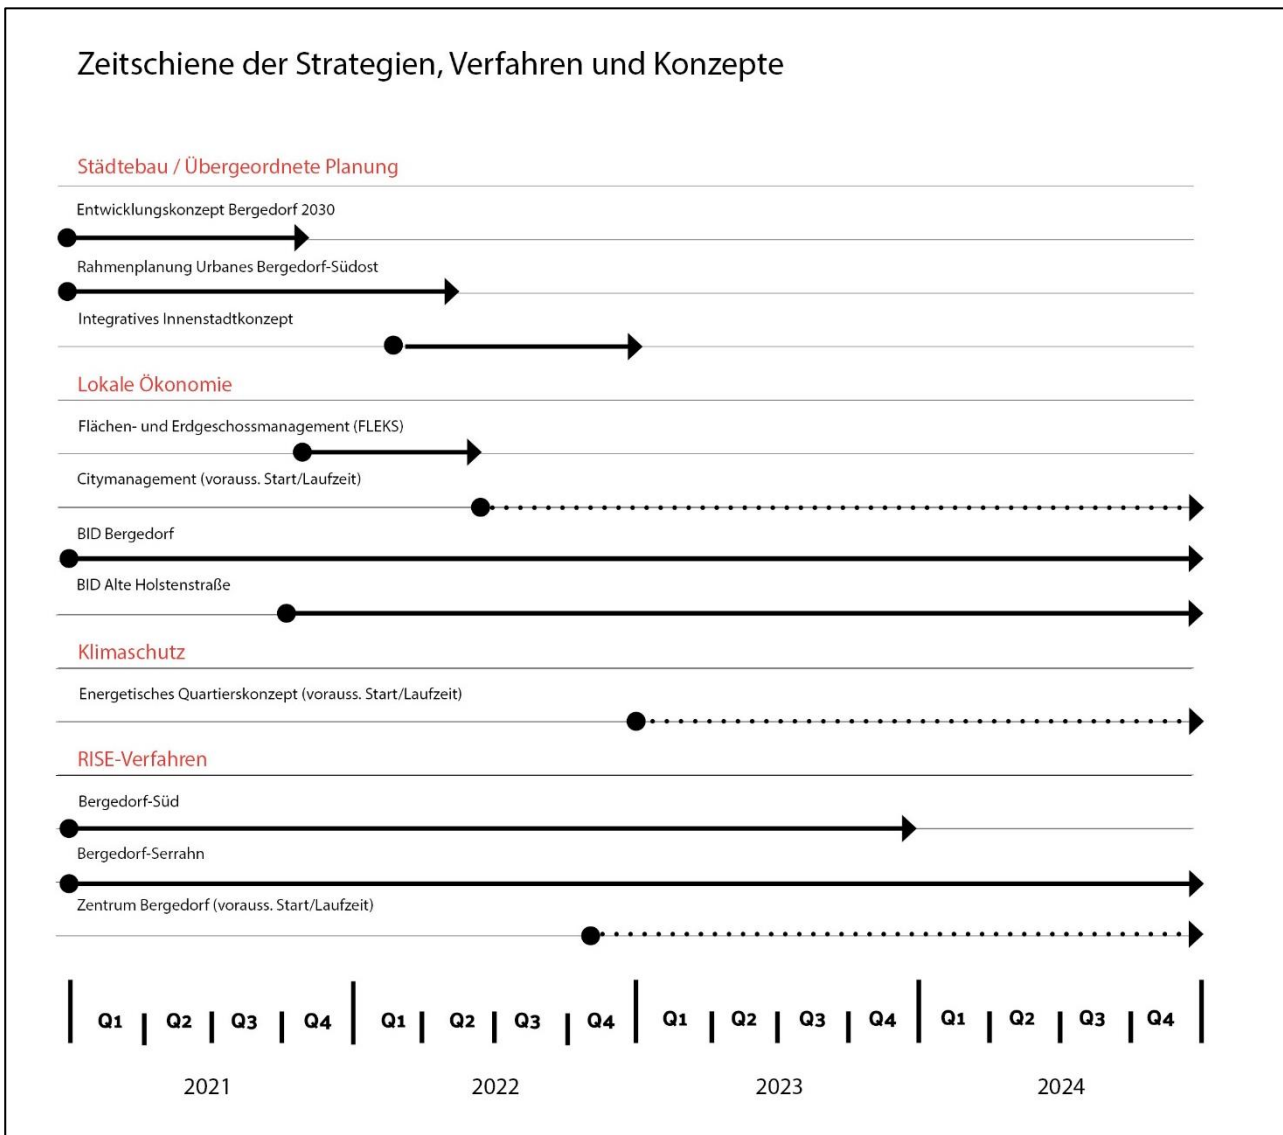 Zeitschiene der Strategien, Verfahren und Konzepte
Städtebau / Übergeordnete Planung
Entwicklungskonzept Bergedorf 2030
Rahmenplanung Urbanes Bergedorf-Südost
Integratives Innenstadtkonzept
Lokale Ökonomie
Flächen- und Erdgeschossmanagement (FLEKS)
Citymanagement (vorauss. Start/Laufzeit)
BID Bergedorf
BID Alte Holstenstraße
Klimaschutz
Energetisches Quartierskonzept (vorauss. Start/Laufzeit)
RISE-Verfahren
Bergedorf-Süd
Bergedorf-Serrahn
Zentrum Bergedorf (vorauss. Start/Laufzeit)
Q1 Q2 Q3 Q4 Q1 Q2 Q3 Q4 Q1 Q2 Q3 Q4 Q1 Q2 Q3 Q4
2021 2022 2023 2024